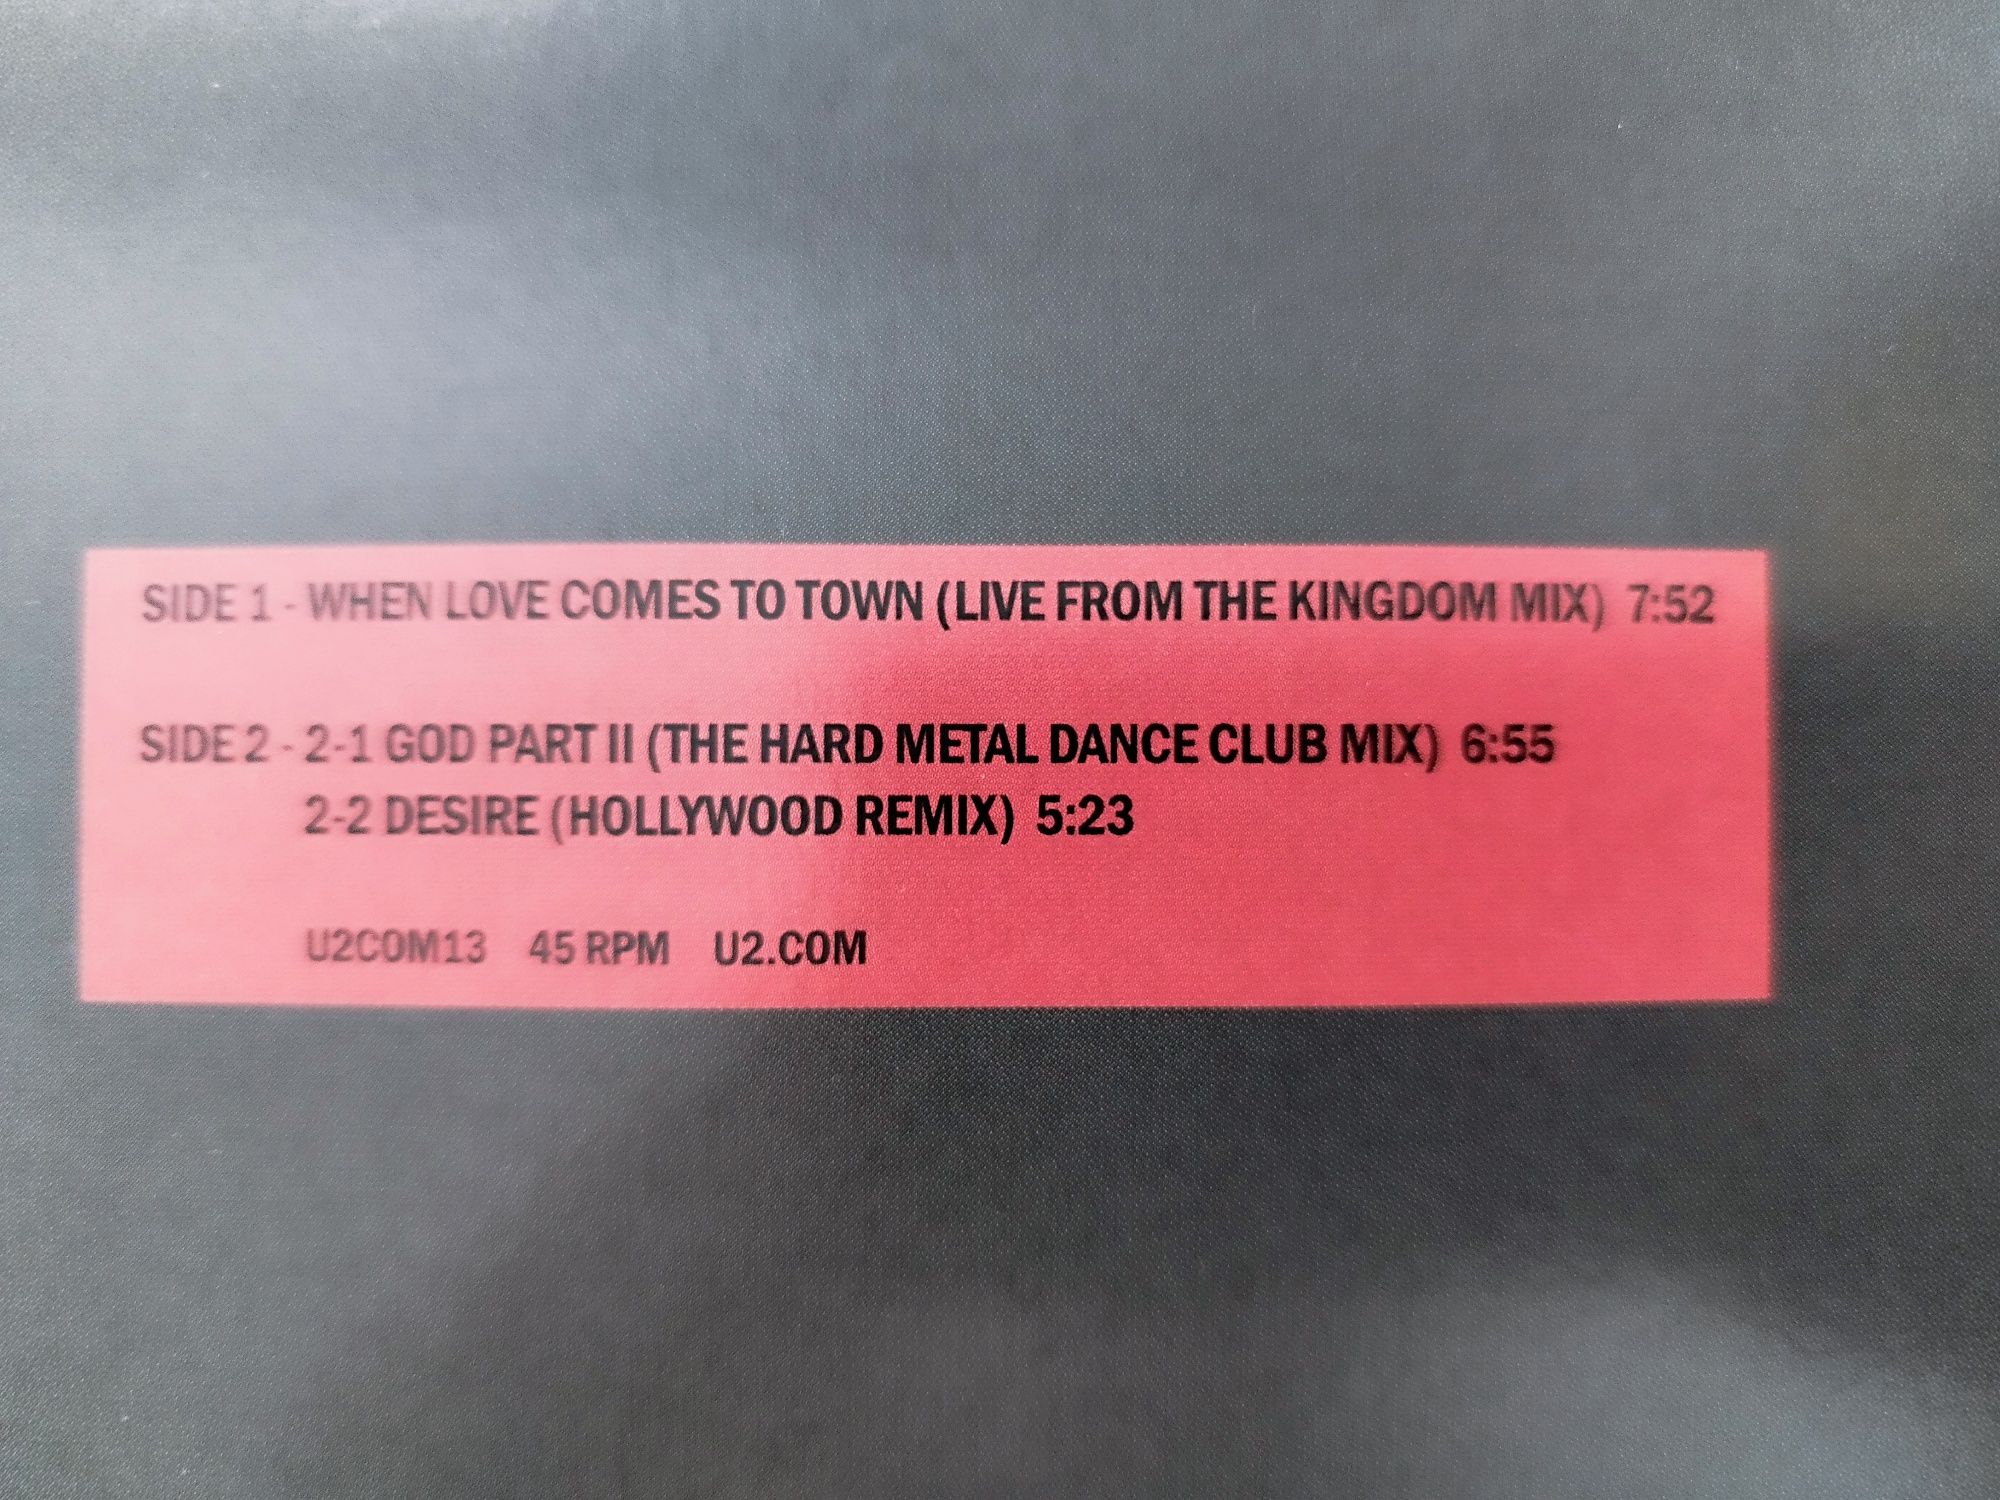 SIDE 1 - WHEN LOVE COMES TO TOWN (LIVE FROM THE KINGDOM MIX) 7:52
SIDE 2 - 2-1 GOD PART II (THE HARD METAL DANCE CLUB MIX) 6:55
2-2 DESIRE (HOLLYWOOD REMIX) 5:23
U2COM13 45 RPM U2.COM